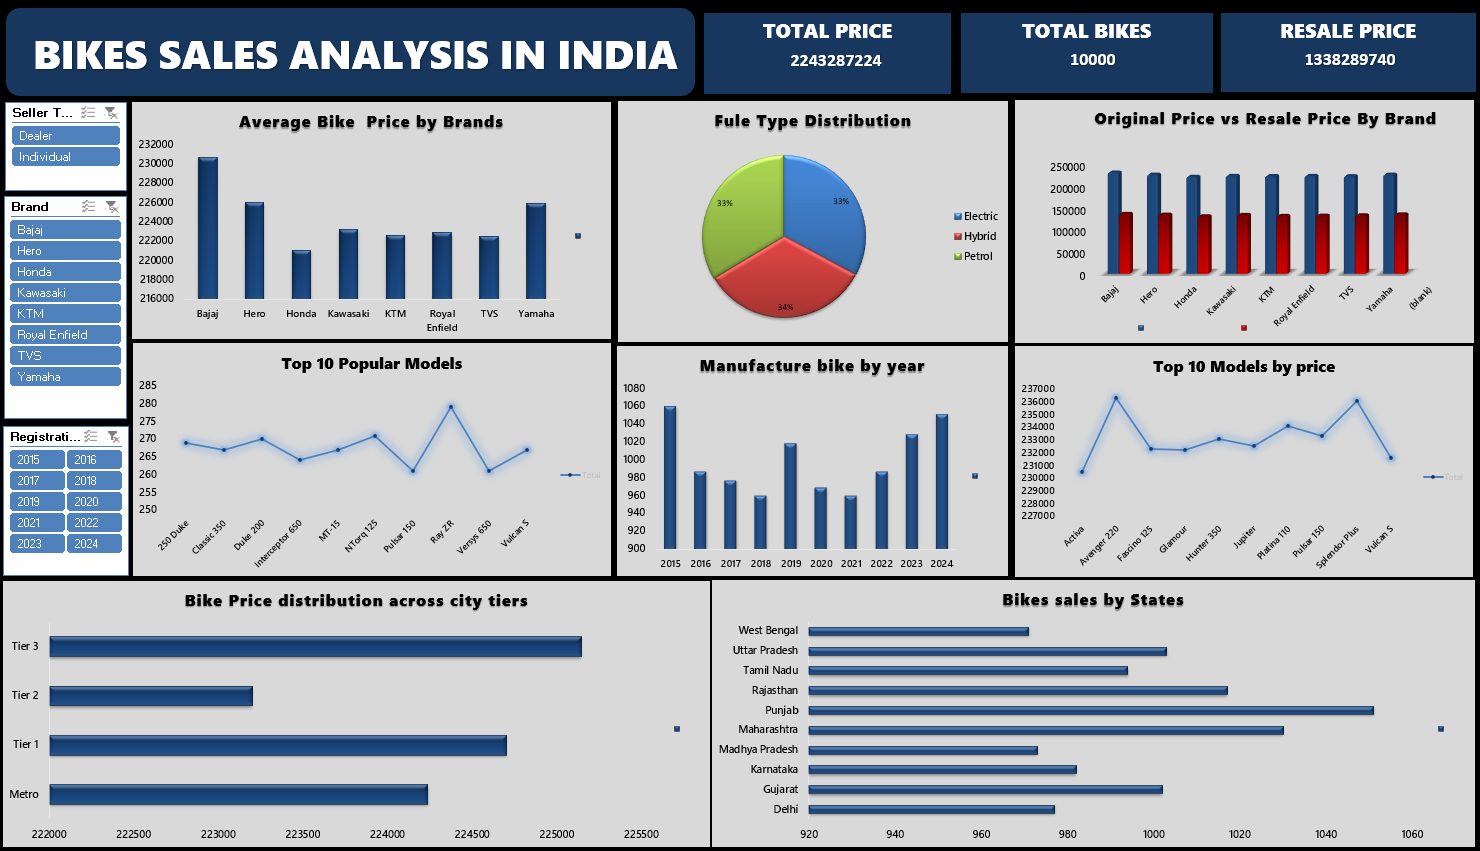 BIKES SALES ANALYSIS IN INDIA
TOTAL PRICE
2243287224
TOTAL BIKES
10000
RESALE PRICE
1338289740
Seller T...
Dealer
Individual
Brand
Bajaj
Hero
Honda
Kawasaki
KTM
Royal Enfield
TVS
Yamaha
Registrati...
2015 2016
2017 2018
2019 2020
2021 2022
2023 2024
Average Bike Price by Brands
232000
230000
228000
226000
224000
222000
220000
218000
216000
Bajaj Hero Honda Kawasaki KTM Royal TVS Yamaha
Enfield
Fule Type Distribution
33% 33%
34%
Electric
Hybrid
Petrol
Original Price vs Resale Price By Brand
250000
200000
150000
100000
50000
0
Bajaj Hero Honda Kawasaki KTM Royal Enfield TVS Yamaha (blank)
Top 10 Popular Models
285
280
275
270
265
260
255
250
250 Duke Classic 350 Duke 200 Interceptor 650 MT-15 NTorq 125 Pulsar 150 Ray ZR Versys 650 Vulcan S
Total
Manufacture bike by year
1080
1060
1040
1020
1000
980
960
940
920
900
2015 2016 2017 2018 2019 2020 2021 2022 2023 2024
Top 10 Models by price
237000
236000
235000
234000
233000
232000
231000
230000
229000
228000
227000
Activa Avenger 220 Fascino 125 Glamour Hunter 350 Jupiter Platina 110 Pulsar 150 Splendor Plus Vulcan S
Total
Bike Price distribution across city tiers
Tier 3
Tier 2
Tier 1
Metro
222000 222500 223000 223500 224000 224500 225000 225500
Bikes sales by States
West Bengal
Uttar Pradesh
Tamil Nadu
Rajasthan
Punjab
Maharashtra
Madhya Pradesh
Karnataka
Gujarat
Delhi
920 940 960 980 1000 1020 1040 1060